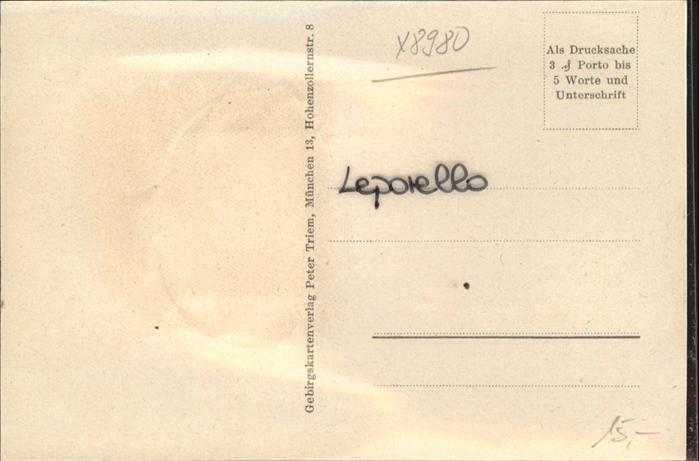 x8980
Als Drucksache
3 ₰ Porto bis
5 Worte und
Unterschrift
Leporello
Gebirgskartenverlag Peter Triem, München 13, Hohenzollernstr. 8
15,-